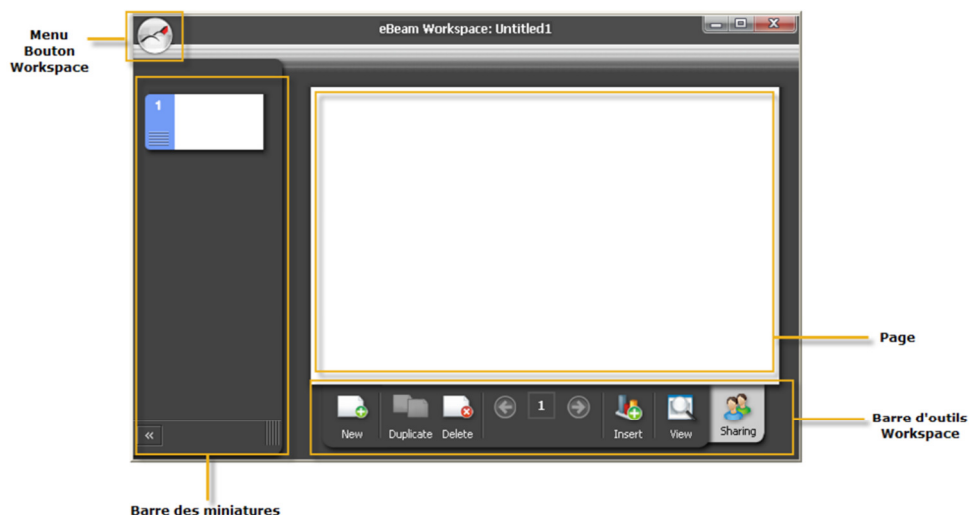 eBeam Workspace: Untitled1
Menu
Bouton
Workspace
1
Page
New
Duplicate
Delete
1
Insert
View
Sharing
Barre d'outils
Workspace
«
Barre des miniatures